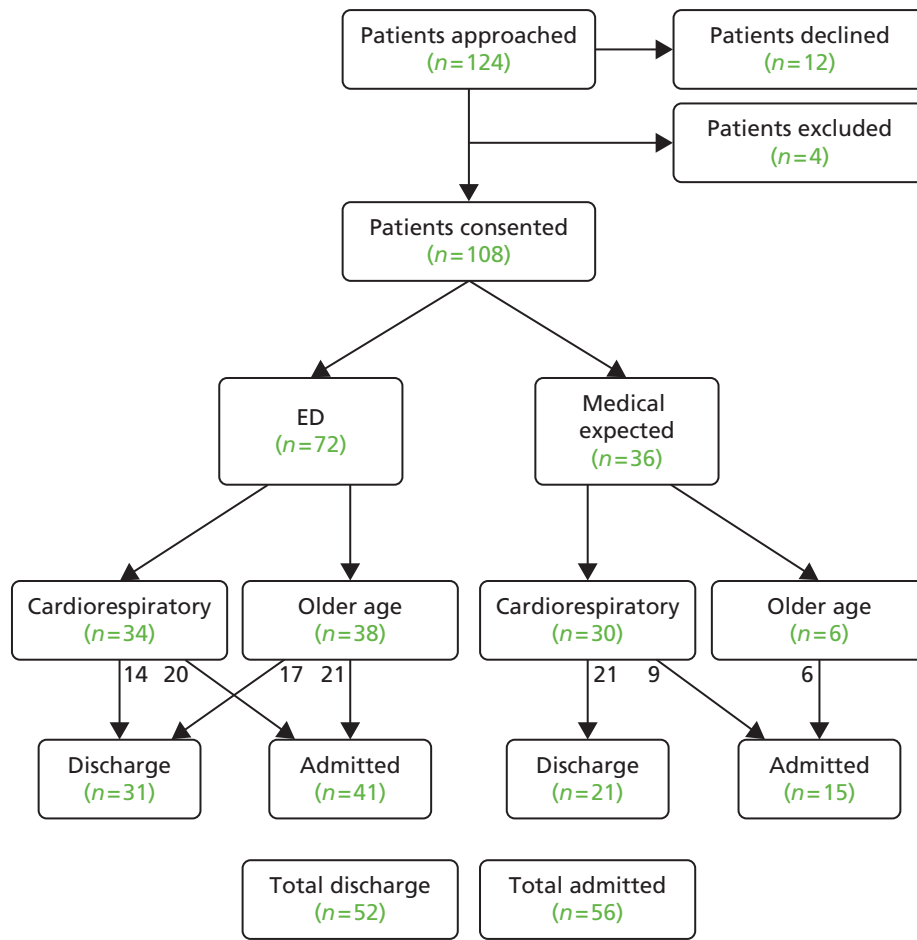 Patients approached
(n=124)
Patients declined
(n=12)
Patients excluded
(n=4)
Patients consented
(n=108)
ED
(n=72)
Medical
expected
(n=36)
Cardiorespiratory
(n=34)
Older age
(n=38)
Cardiorespiratory
(n=30)
Older age
(n=6)
14 20
17 21
21 9
6
Discharge
(n=31)
Admitted
(n=41)
Discharge
(n=21)
Admitted
(n=15)
Total discharge
(n=52)
Total admitted
(n=56)